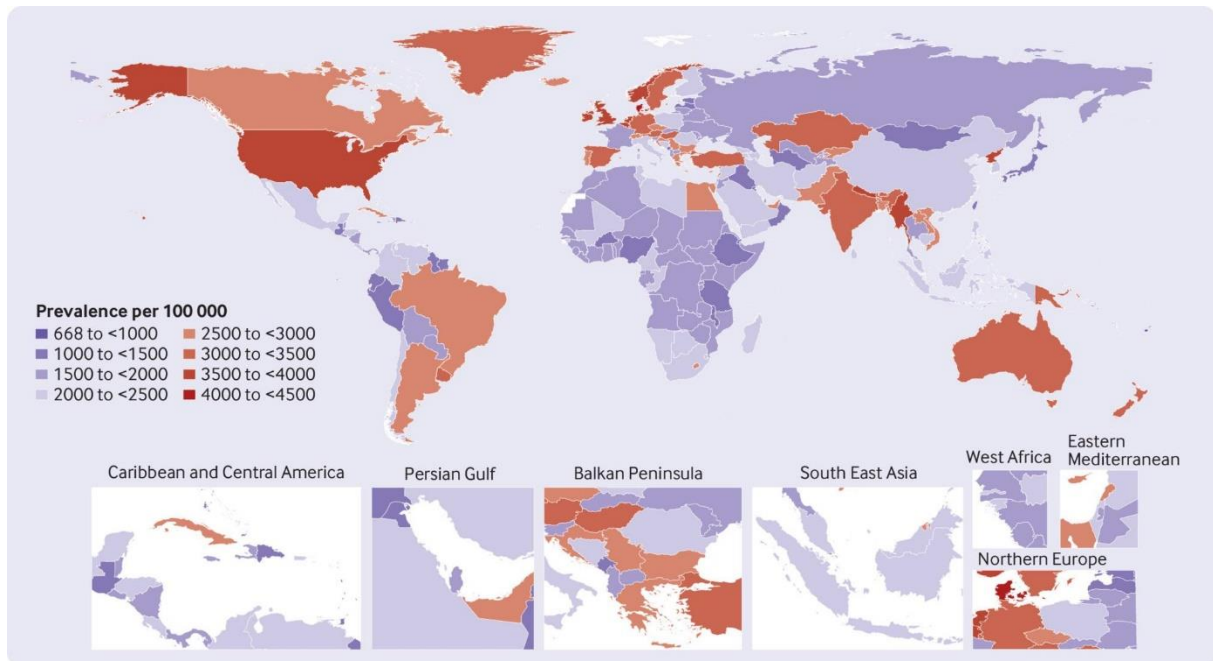 Prevalence per 100 000
668 to <1000
1000 to <1500
1500 to <2000
2000 to <2500
2500 to <3000
3000 to <3500
3500 to <4000
4000 to <4500
Caribbean and Central America
Persian Gulf
Balkan Peninsula
South East Asia
West Africa
Eastern
Mediterranean
Northern Europe